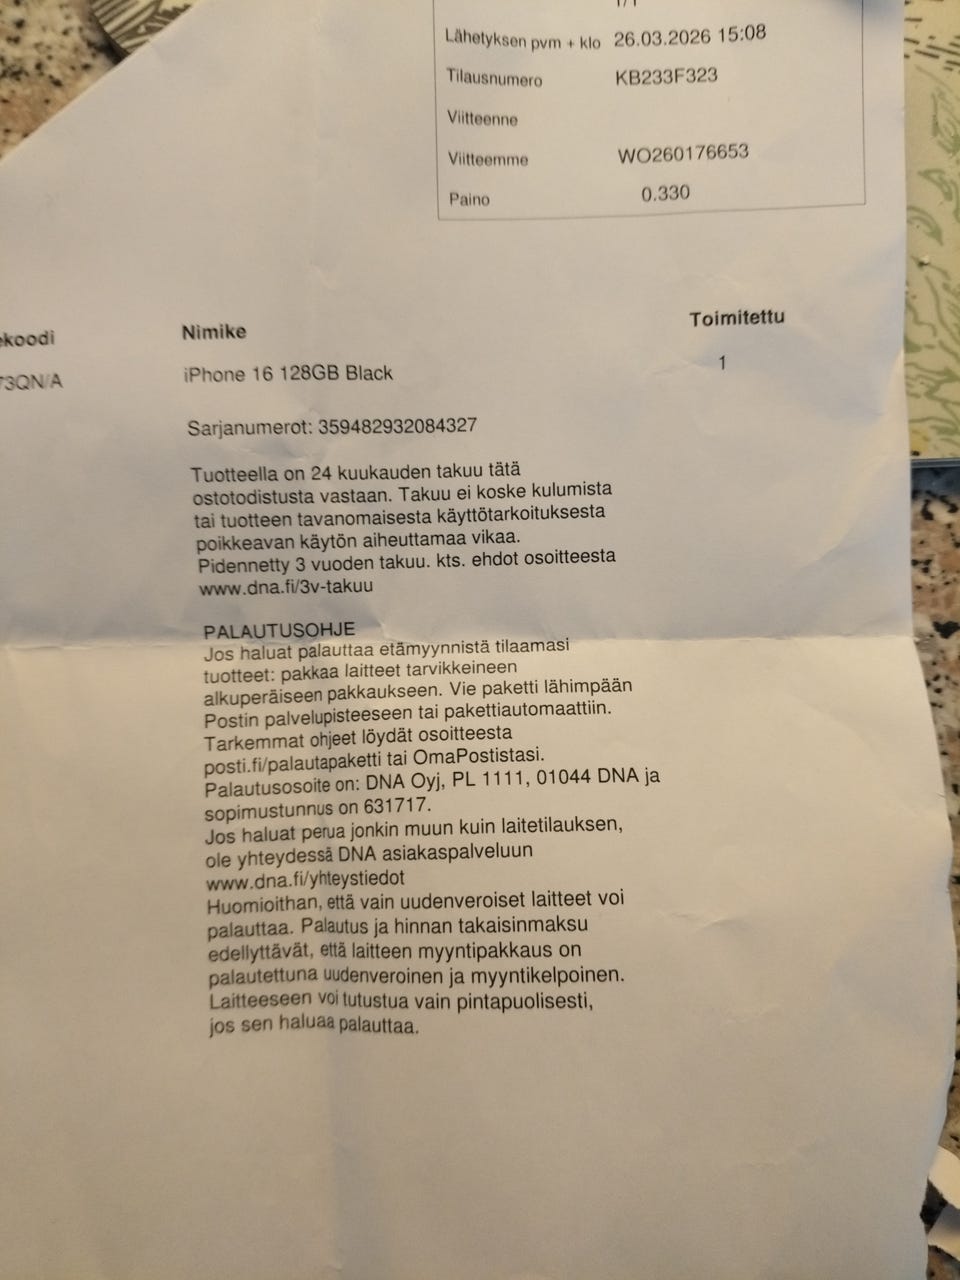 1/1
Lähetyksen pvm + klo 26.03.2026 15:08
Tilausnumero KB233F323
Viitteenne
Viitteemme WO260176653
Paino 0.330
ekoodi Nimike Toimitettu
73QN/A iPhone 16 128GB Black 1
Sarjanumerot: 359482932084327
Tuotteella on 24 kuukauden takuu tätä
ostotodistusta vastaan. Takuu ei koske kulumista
tai tuotteen tavanomaisesta käyttötarkoituksesta
poikkeavan käytön aiheuttamaa vikaa.
Pidennetty 3 vuoden takuu. kts. ehdot osoitteesta
www.dna.fi/3v-takuu
PALAUTUSOHJE
Jos haluat palauttaa etämyynnistä tilaamasi
tuotteet: pakkaa laitteet tarvikkeineen
alkuperäiseen pakkaukseen. Vie paketti lähimpään
Postin palvelupisteeseen tai pakettiautomaattiin.
Tarkemmat ohjeet löydät osoitteesta
posti.fi/palautapaketti tai OmaPostistasi.
Palautusosoite on: DNA Oyj, PL 1111, 01044 DNA ja
sopimustunnus on 631717.
Jos haluat perua jonkin muun kuin laitetilauksen,
ole yhteydessä DNA asiakaspalveluun
www.dna.fi/yhteystiedot
Huomioithan, että vain uudenveroiset laitteet voi
palauttaa. Palautus ja hinnan takaisinmaksu
edellyttävät, että laitteen myyntipakkaus on
palautettuna uudenveroinen ja myyntikelpoinen.
Laitteeseen voi tutustua vain pintapuolisesti,
jos sen haluaa palauttaa.